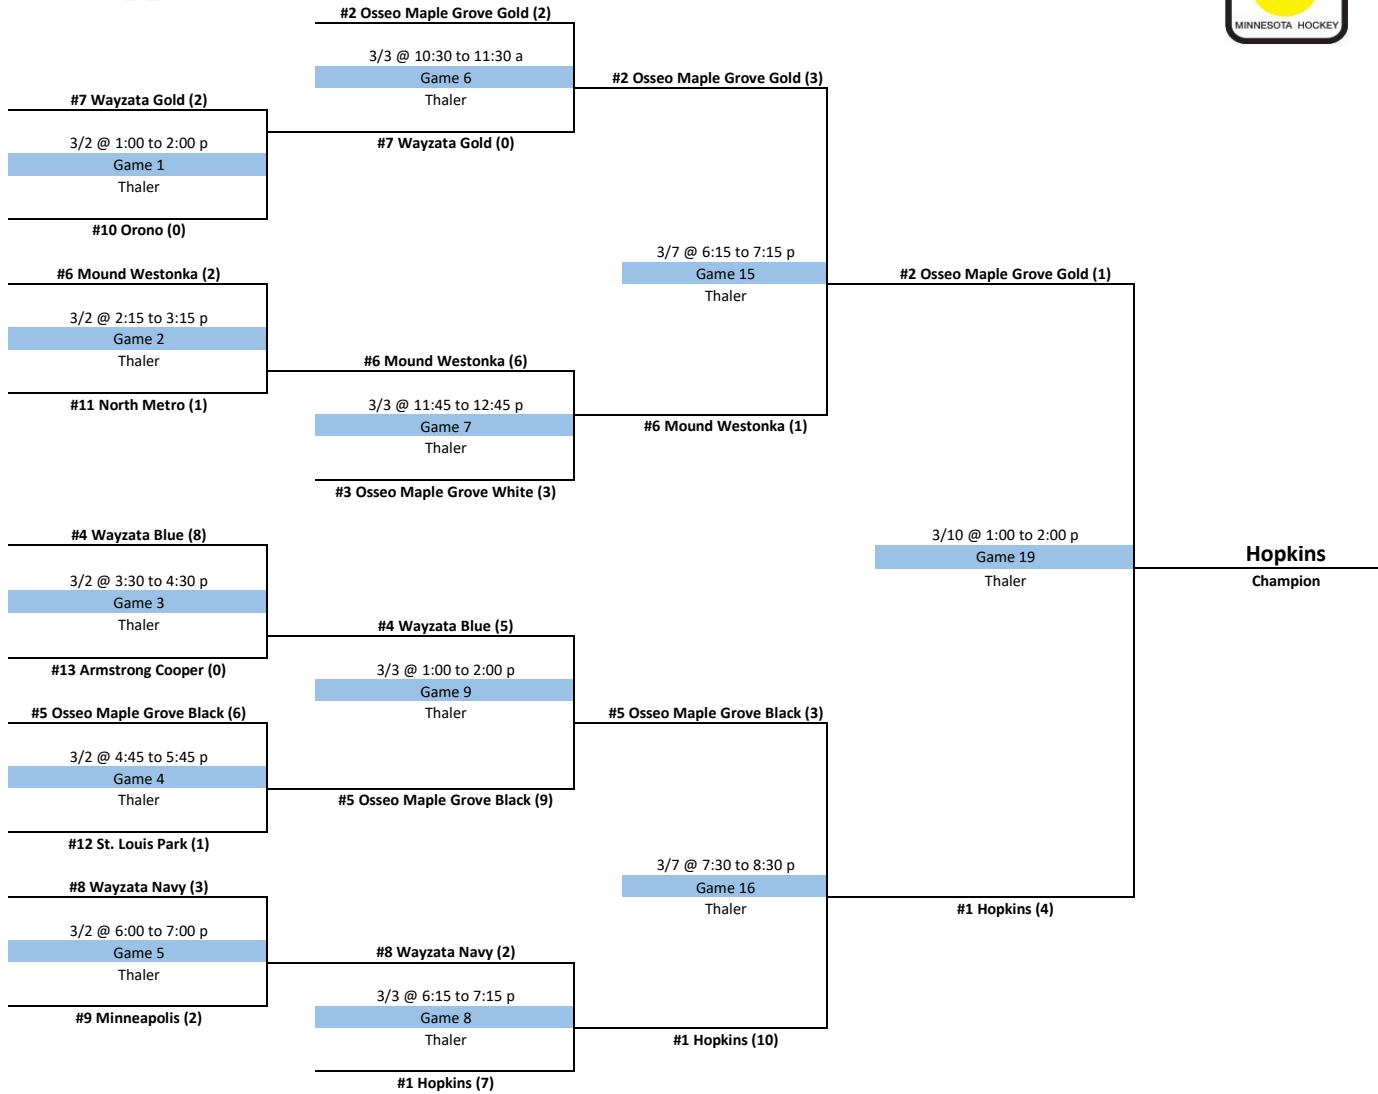 MINNESOTA HOCKEY
#2 Osseo Maple Grove Gold (2)
3/3 @ 10:30 to 11:30 a
Game 6
Thaler
#7 Wayzata Gold (0)
#2 Osseo Maple Grove Gold (3)
#7 Wayzata Gold (2)
3/2 @ 1:00 to 2:00 p
Game 1
Thaler
#10 Orono (0)
#6 Mound Westonka (2)
3/2 @ 2:15 to 3:15 p
Game 2
Thaler
#11 North Metro (1)
3/7 @ 6:15 to 7:15 p
Game 15
Thaler
#2 Osseo Maple Grove Gold (1)
#6 Mound Westonka (6)
3/3 @ 11:45 to 12:45 p
Game 7
Thaler
#3 Osseo Maple Grove White (3)
#6 Mound Westonka (1)
#4 Wayzata Blue (8)
3/2 @ 3:30 to 4:30 p
Game 3
Thaler
#13 Armstrong Cooper (0)
3/10 @ 1:00 to 2:00 p
Game 19
Thaler
Hopkins
Champion
#4 Wayzata Blue (5)
3/3 @ 1:00 to 2:00 p
Game 9
Thaler
#5 Osseo Maple Grove Black (9)
#5 Osseo Maple Grove Black (3)
#5 Osseo Maple Grove Black (6)
3/2 @ 4:45 to 5:45 p
Game 4
Thaler
#12 St. Louis Park (1)
3/7 @ 7:30 to 8:30 p
Game 16
Thaler
#1 Hopkins (4)
#8 Wayzata Navy (3)
3/2 @ 6:00 to 7:00 p
Game 5
Thaler
#9 Minneapolis (2)
#8 Wayzata Navy (2)
3/3 @ 6:15 to 7:15 p
Game 8
Thaler
#1 Hopkins (7)
#1 Hopkins (10)